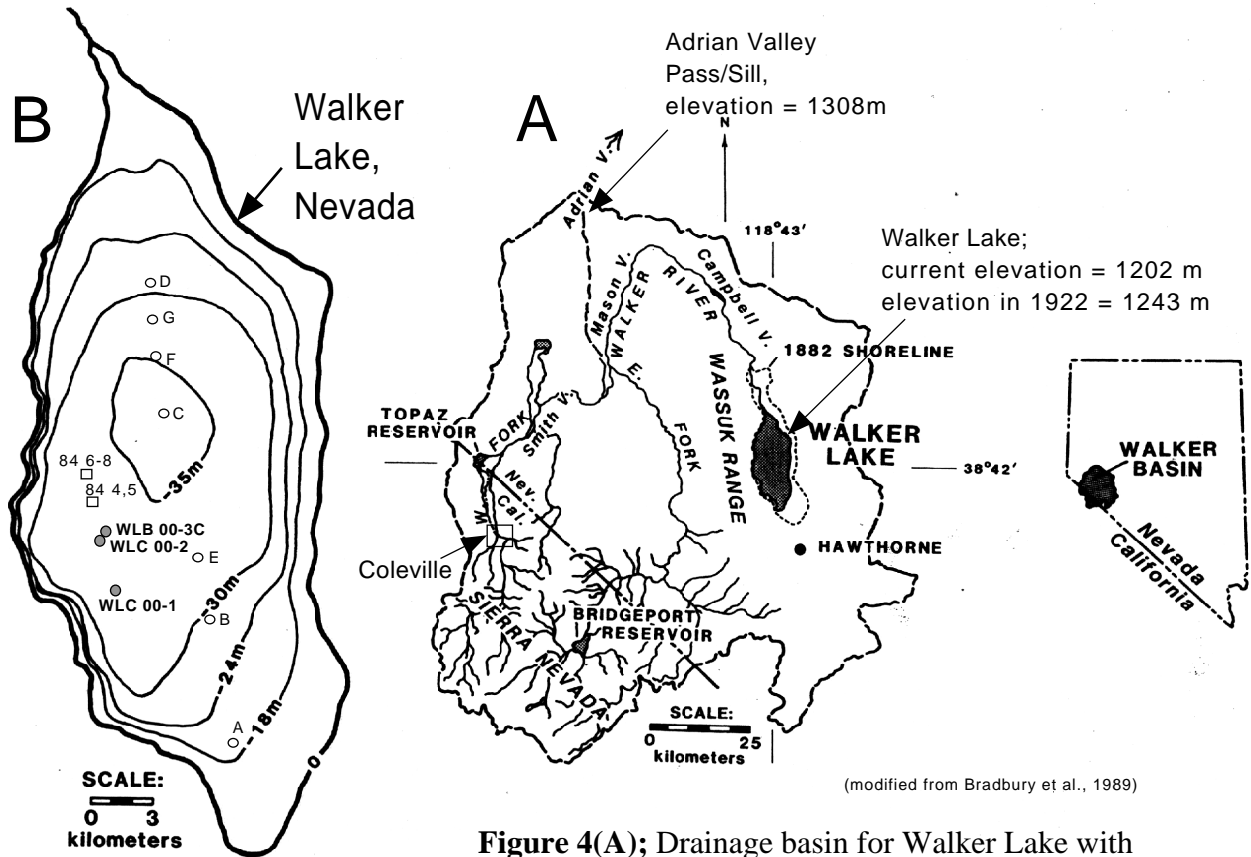 B
Walker
Lake,
Nevada
D
G
F
C
84 6-8
84 4,5
WLB 00-3C
WLC 00-2
E
WLC 00-1
B
A
-35m
-30m
-24m
-18m
0
SCALE:
0 3
kilometers
A
Adrian Valley
Pass/Sill,
elevation = 1308m
N
Adrian V.
118°43'
Walker Lake;
current elevation = 1202 m
elevation in 1922 = 1243 m
Mason V.
WALKER
RIVER
Campbell V.
1882 SHORELINE
WASSUK RANGE
E.
FORK
TOPAZ
RESERVOIR
FORK
Smith V.
W.
Nev.
Cal.
WALKER
LAKE
38°42'
HAWTHORNE
Coleville
SIERRA NEVADA
BRIDGEPORT
RESERVOIR
SCALE:
0 25
kilometers
WALKER
BASIN
Nevada
California
(modified from Bradbury et al., 1989)
Figure 4(A); Drainage basin for Walker Lake with